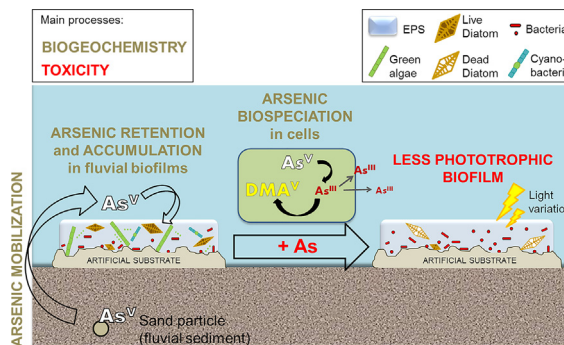 Main processes:
BIOGEOCHEMISTRY
TOXICITY
EPS
Live
Diatom
Bacteria
Green
algae
Dead
Diatom
Cyano-
bacteri
ARSENIC MOBILIZATION
ARSENIC RETENTION
and ACCUMULATION
in fluvial biofilms
As^V
ARTIFICIAL SUBSTRATE
As^V
Sand particle
(fluvial sediment)
ARSENIC
BIOSPECIATION
in cells
As^V
DMA^V
As^III
As^III
As^III
+ As
LESS PHOTOTROPHIC
BIOFILM
Light
variation
ARTIFICIAL SUBSTRATE